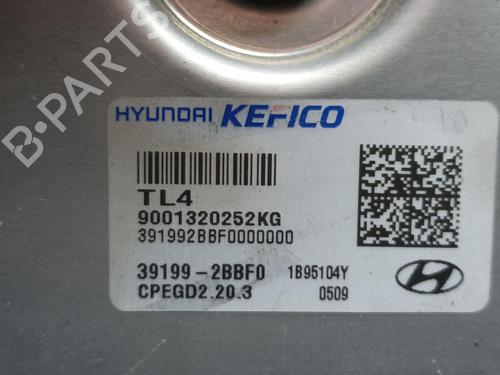 B-PARTS
HYUNDAI KEFICO
TL4
9001320252KG
391992BBF0000000
39199-2BBF0 1B95104Y
CPEGD2.20.3 0509